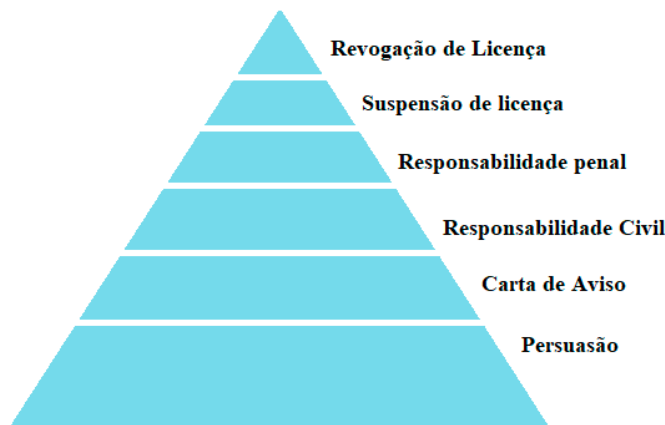 Revogação de Licença
Suspensão de licença
Responsabilidade penal
Responsabilidade Civil
Carta de Aviso
Persuasão